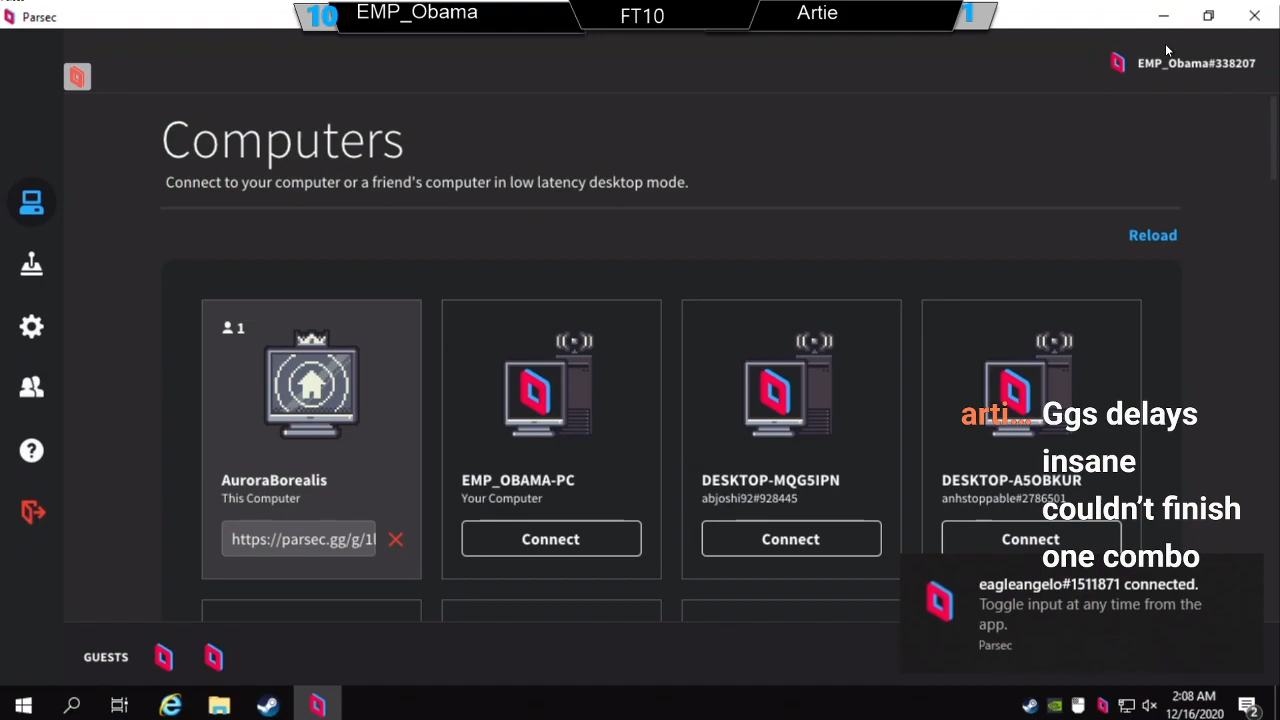 Parsec
10
EMP_Obama
FT10
Artie
1
EMP_Obama#338207
Computers
Connect to your computer or a friend's computer in low latency desktop mode.
Reload
1
AuroraBorealis
This Computer
https://parsec.gg/g/1
EMP_OBAMA-PC
Your Computer
Connect
DESKTOP-MQG5IPN
abjoshi92#928445
Connect
DESKTOP-A5OBKUR
anhstoppable#2786501
Connect
arti... Ggs delays
insane
couldn't finish
one combo
eagleangelo#1511871 connected.
Toggle input at any time from the
app.
Parsec
GUESTS
2:08 AM
12/16/2020
2